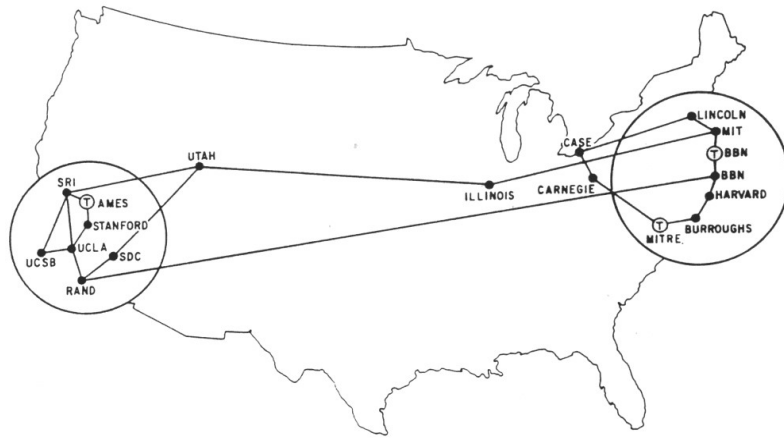 LINCOLN
MIT
CASE
T BBN
UTAH
BBN
SRI
ILLINOIS
CARNEGIE
HARVARD
T AMES
STANFORD
BURROUGHS
T
MITRE
UCLA
UCSB
SDC
RAND